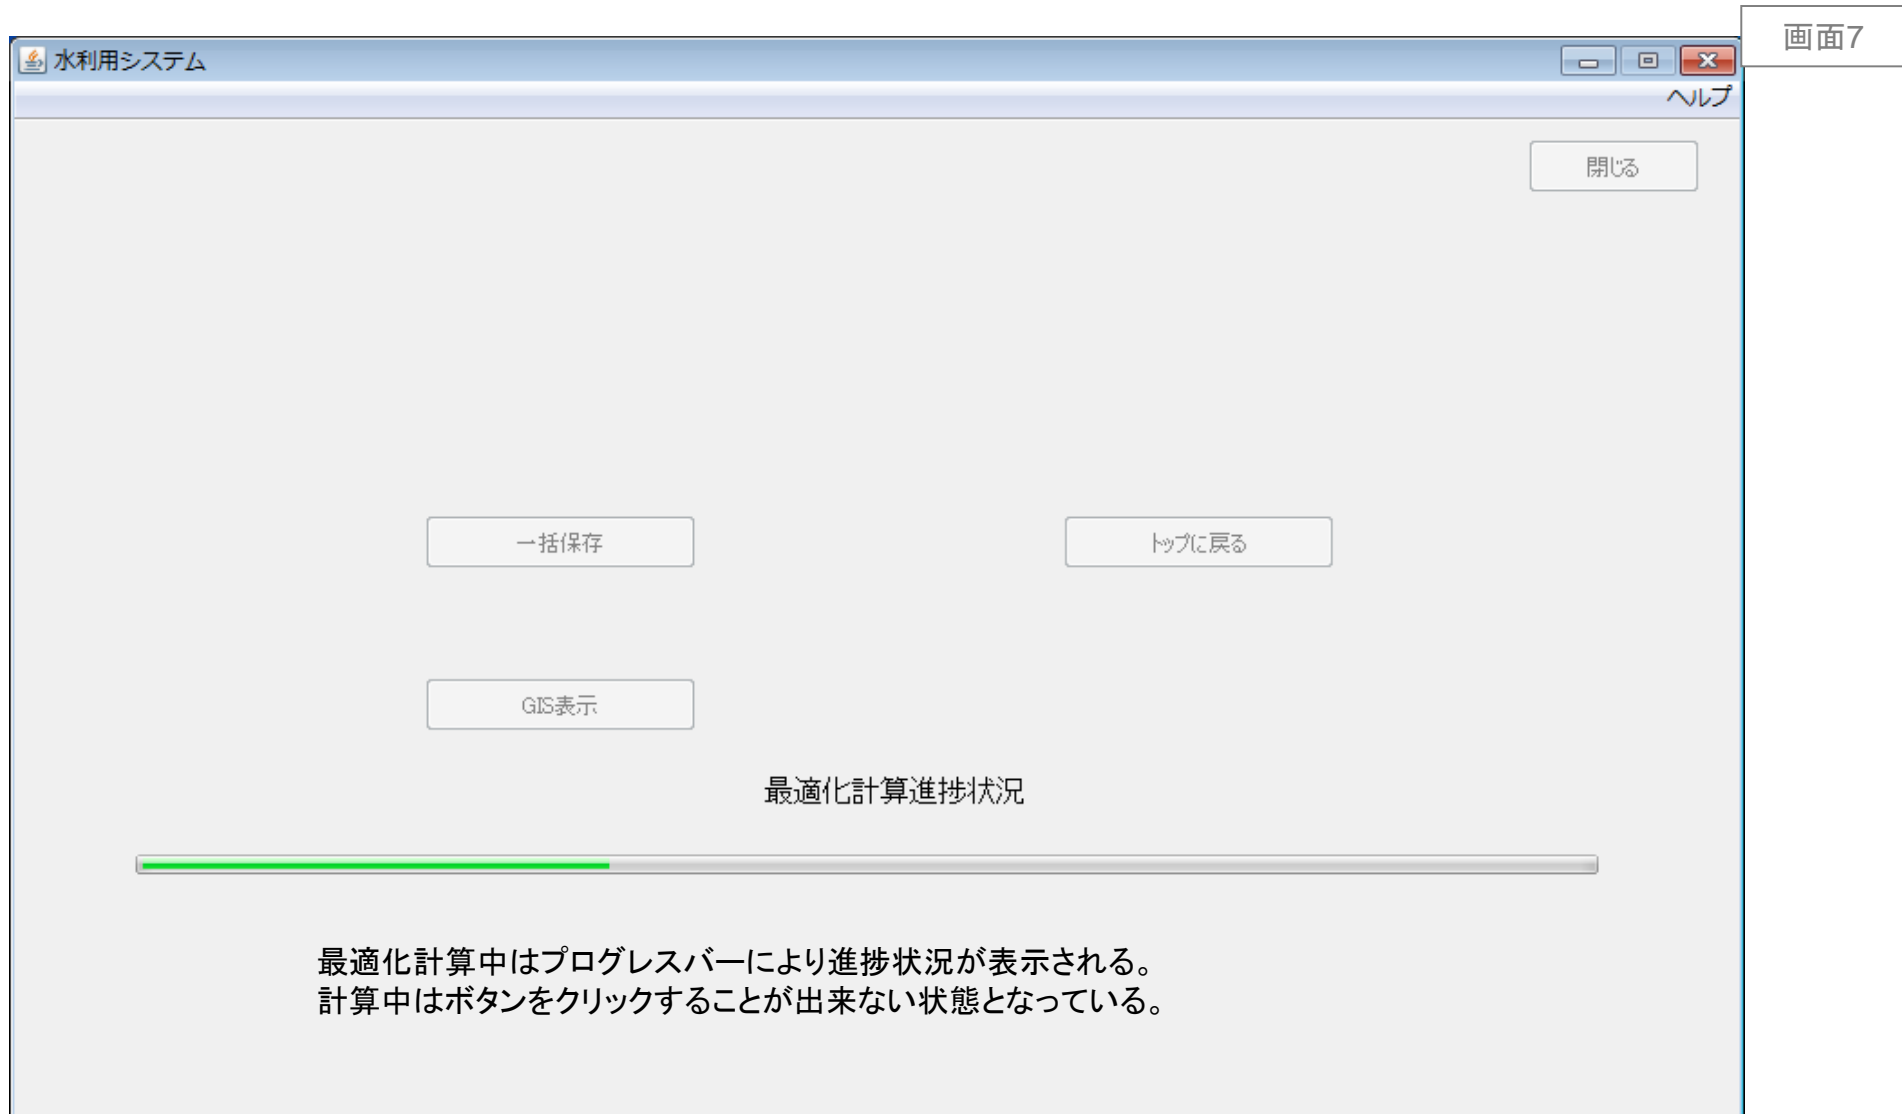 画面7
水利用システム
ヘルプ
閉じる
一括保存
トップに戻る
GIS表示
最適化計算進捗状況
最適化計算中はプログレスバーにより進捗状況が表示される。
計算中はボタンをクリックすることが出来ない状態となっている。